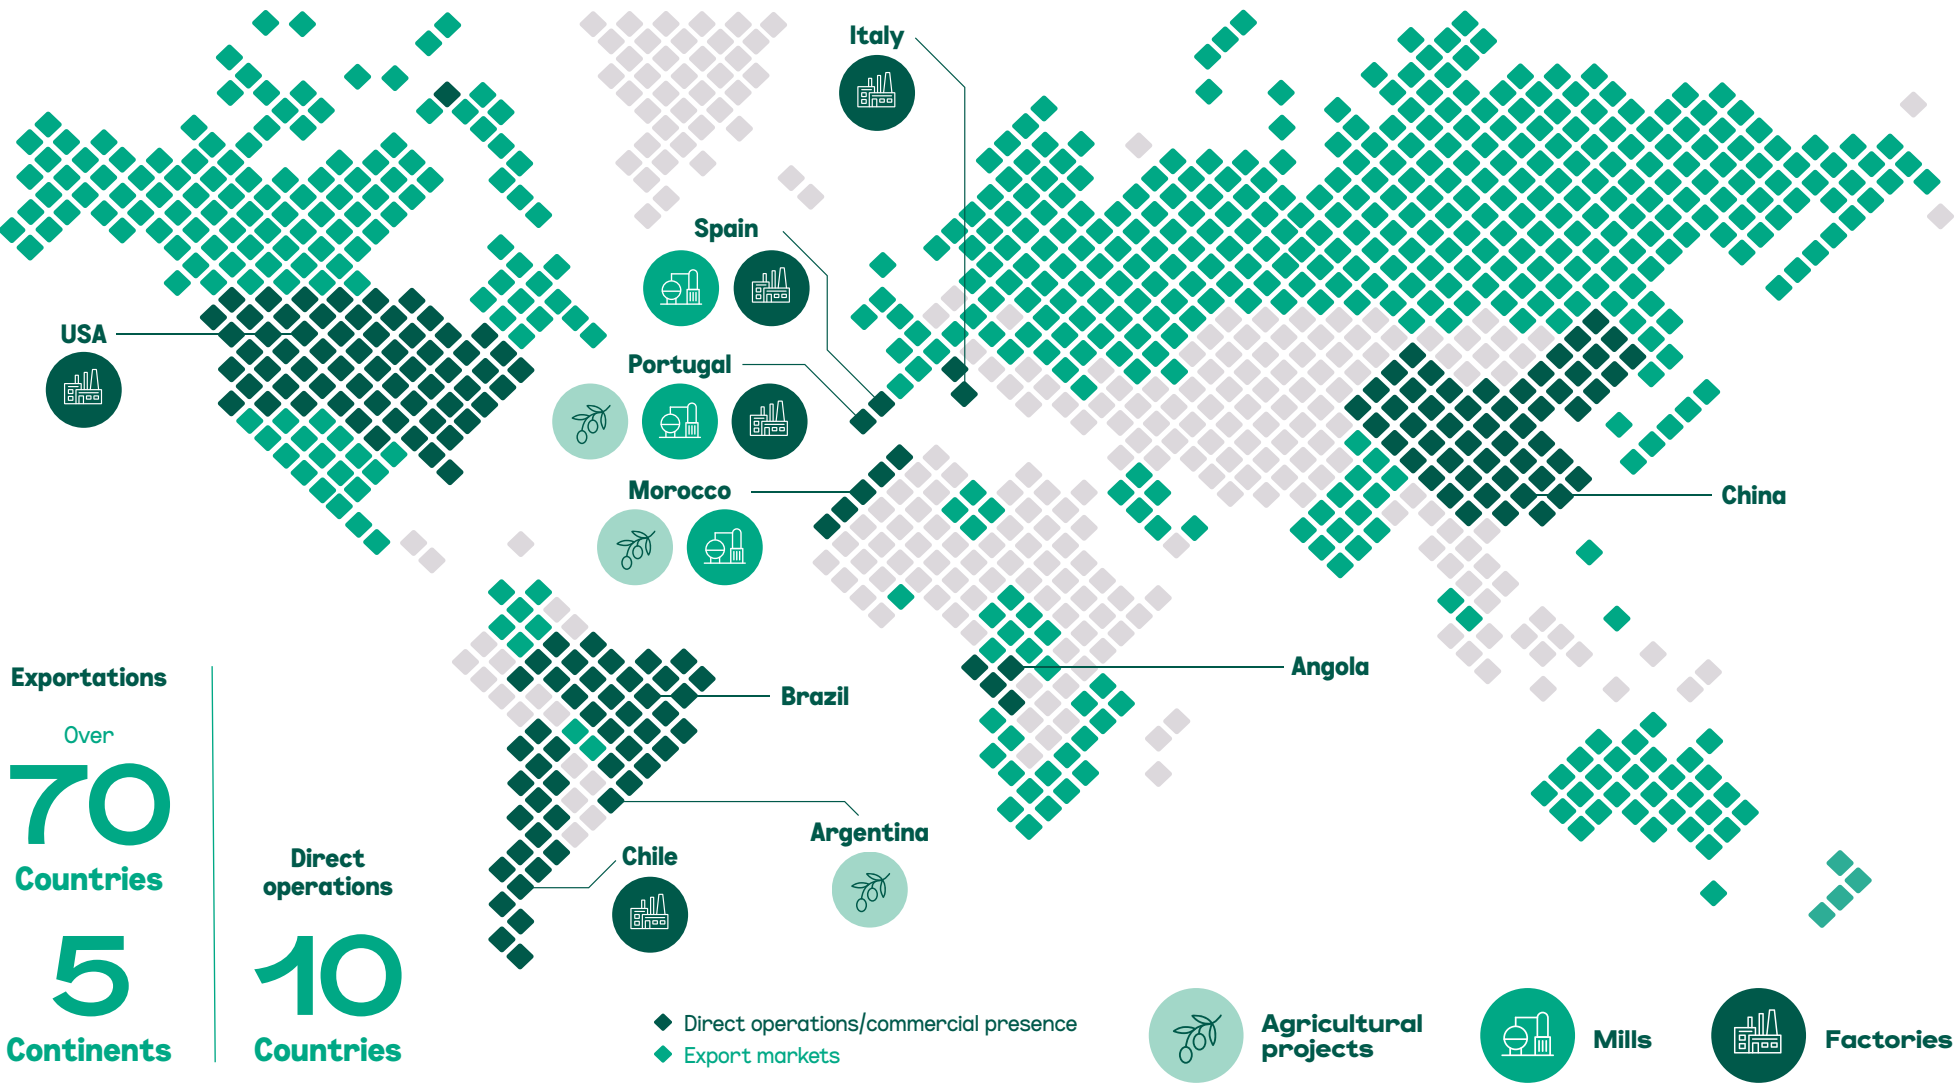 Italy
Spain
USA
Portugal
Morocco
China
Angola
Brazil
Argentina
Chile
Exportations
Over
70
Countries
5
Continents
Direct
operations
10
Countries
Direct operations/commercial presence
Export markets
Agricultural
projects
Mills
Factories